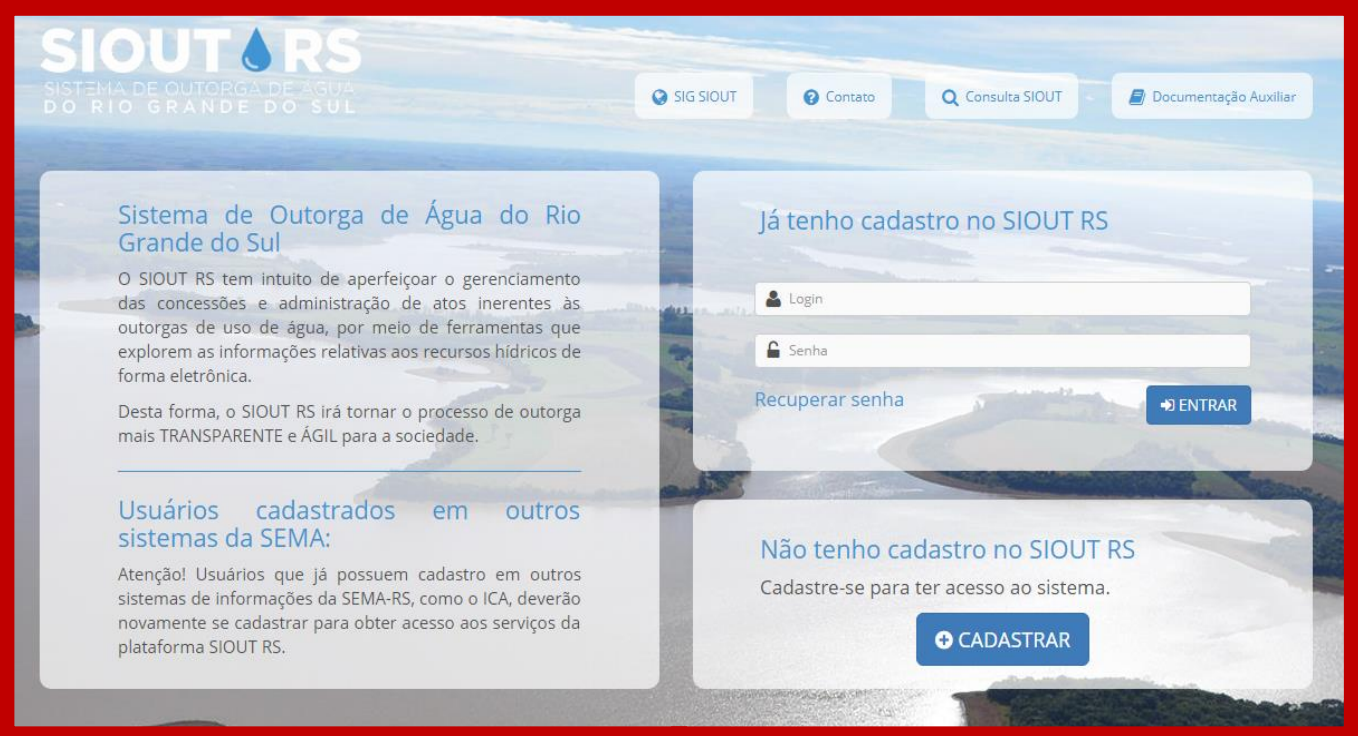 SIOUT RS
SISTEMA DE OUTORGA DE ÁGUA
DO RIO GRANDE DO SUL
SIG SIOUT
Contato
Consulta SIOUT
Documentação Auxiliar
Sistema de Outorga de Água do Rio
Grande do Sul
O SIOUT RS tem intuito de aperfeiçoar o gerenciamento
das concessões e administração de atos inerentes às
outorgas de uso de água, por meio de ferramentas que
explorem as informações relativas aos recursos hídricos de
forma eletrônica.
Desta forma, o SIOUT RS irá tornar o processo de outorga
mais TRANSPARENTE e ÁGIL para a sociedade.
Usuários cadastrados em outros
sistemas da SEMA:
Atenção! Usuários que já possuem cadastro em outros
sistemas de informações da SEMA-RS, como o ICA, deverão
novamente se cadastrar para obter acesso aos serviços da
plataforma SIOUT RS.
Já tenho cadastro no SIOUT RS
Login
Senha
Recuperar senha
ENTRAR
Não tenho cadastro no SIOUT RS
Cadastre-se para ter acesso ao sistema.
CADASTRAR